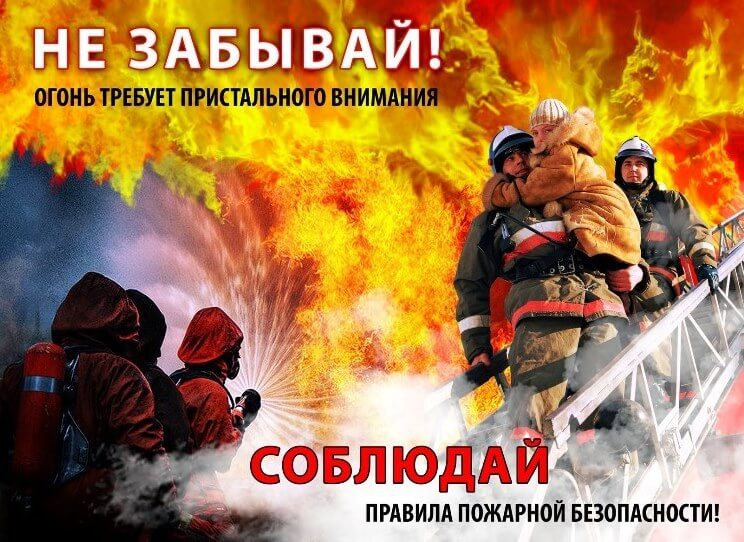 НЕ ЗАБЫВАЙ!
ОГОНЬ ТРЕБУЕТ ПРИСТАЛЬНОГО ВНИМАНИЯ
СОБЛЮДАЙ
ПРАВИЛА ПОЖАРНОЙ БЕЗОПАСНОСТИ!